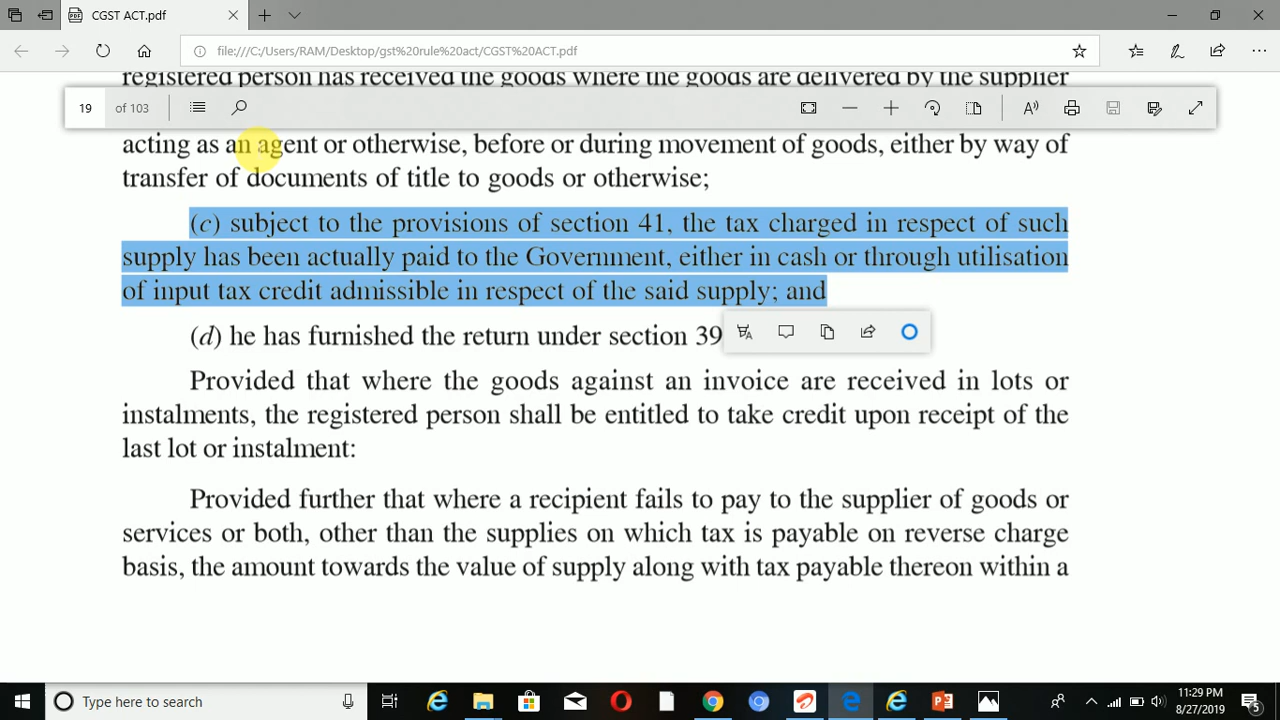 CGST ACT.pdf
file:///C:/Users/RAM/Desktop/gst%20rule%20act/CGST%20ACT.pdf
registered person has received the goods where the goods are delivered by the supplier
19 of 103
acting as an agent or otherwise, before or during movement of goods, either by way of
transfer of documents of title to goods or otherwise;
(c) subject to the provisions of section 41, the tax charged in respect of such
supply has been actually paid to the Government, either in cash or through utilisation
of input tax credit admissible in respect of the said supply; and
(d) he has furnished the return under section 39
Provided that where the goods against an invoice are received in lots or
instalments, the registered person shall be entitled to take credit upon receipt of the
last lot or instalment:
Provided further that where a recipient fails to pay to the supplier of goods or
services or both, other than the supplies on which tax is payable on reverse charge
basis, the amount towards the value of supply along with tax payable thereon within a
Type here to search
11:29 PM
8/27/2019
5